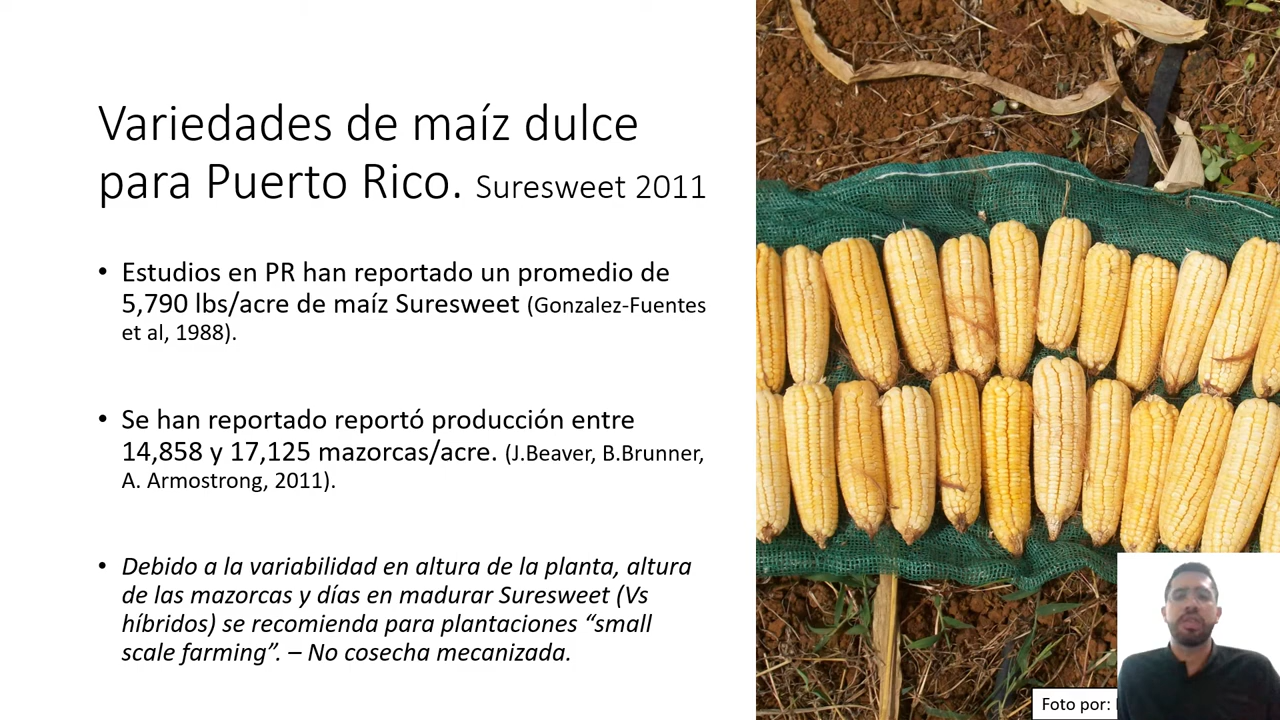 Variedades de maíz dulce
para Puerto Rico. Suresweet 2011
• Estudios en PR han reportado un promedio de
5,790 lbs/acre de maíz Suresweet (Gonzalez-Fuentes
et al, 1988).
• Se han reportado reportó producción entre
14,858 y 17,125 mazorcas/acre. (J.Beaver, B.Brunner,
A. Armostrong, 2011).
• Debido a la variabilidad en altura de la planta, altura
de las mazorcas y días en madurar Suresweet (Vs
híbridos) se recomienda para plantaciones “small
scale farming”. – No cosecha mecanizada.
Foto por: